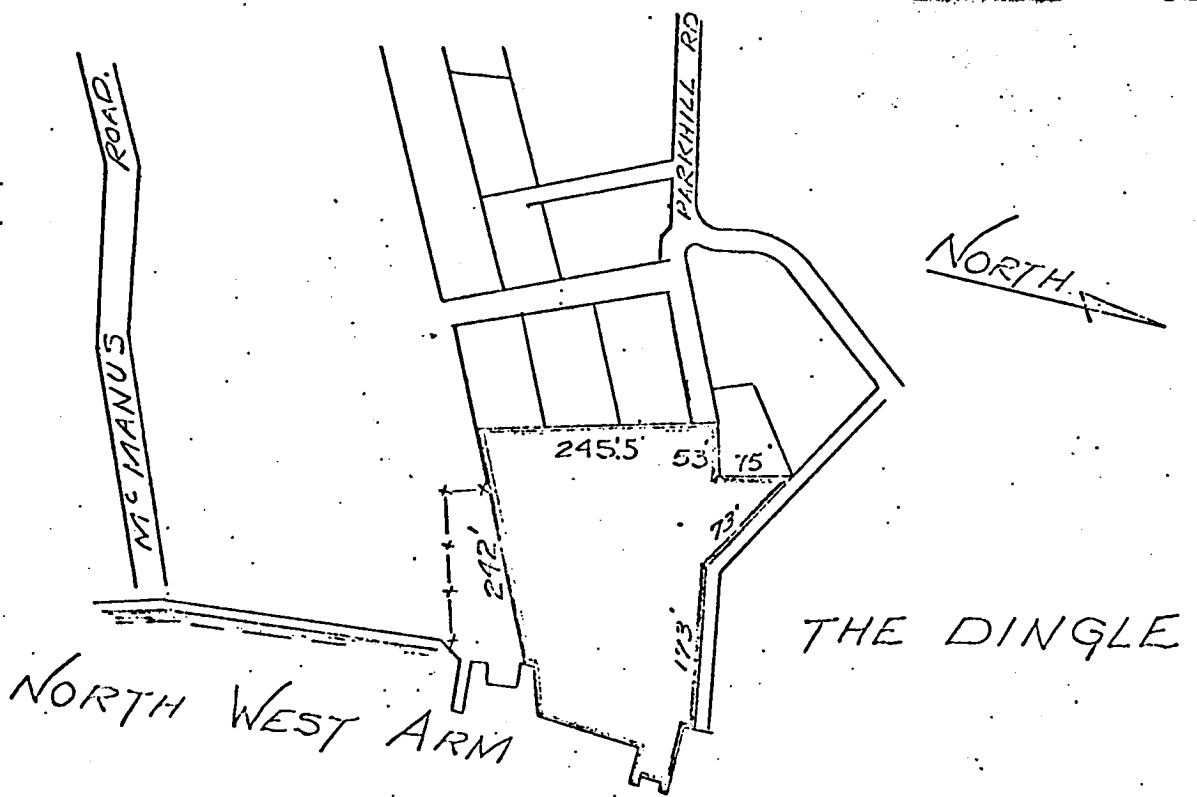 PARKHILL RD
ROAD.
McMANUS
NORTH.
245.5'
53'
75'
73'
242'
173'
THE DINGLE
NORTH WEST ARM